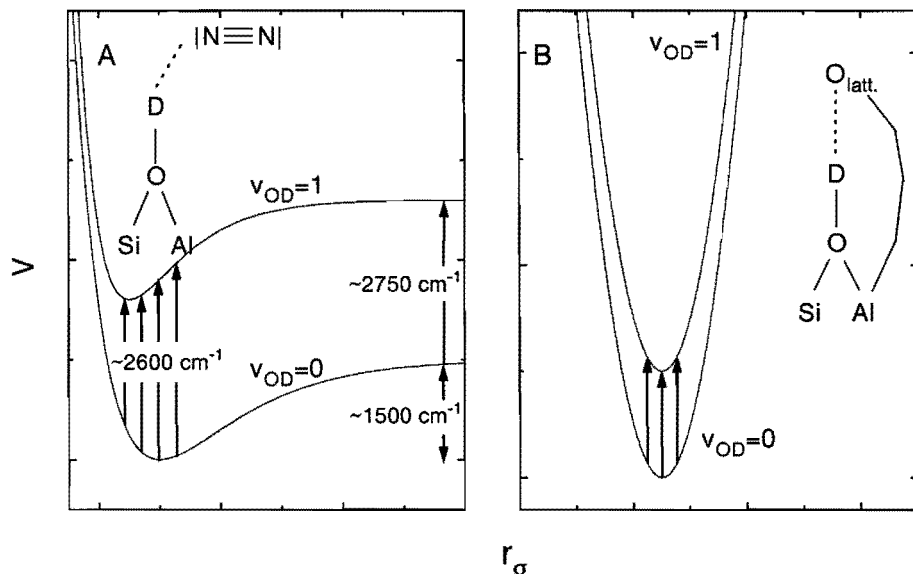 A
|N≡N|
D
O
Si Al
v_OD=1
~2750 cm⁻¹
~2600 cm⁻¹
v_OD=0
~1500 cm⁻¹
V
B
v_OD=1
O_latt.
D
O
Si Al
v_OD=0
r_σ